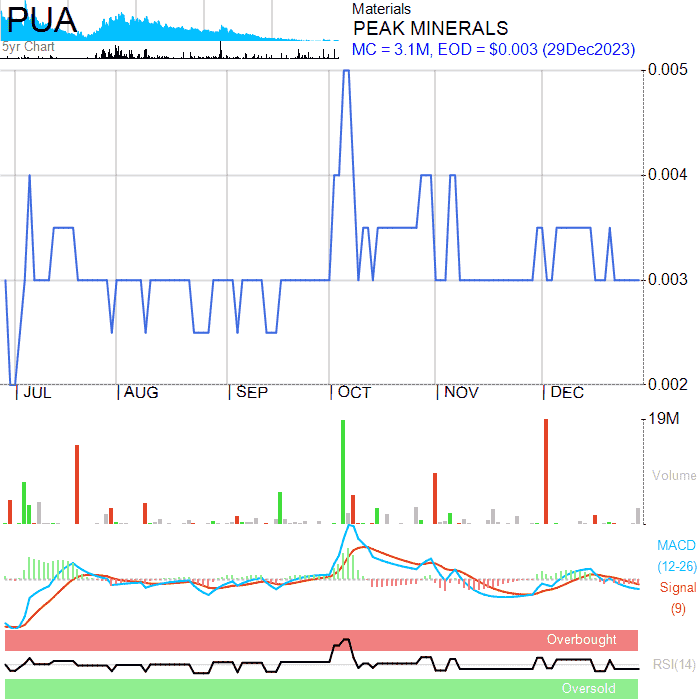 PUA
5yr Chart
Materials
PEAK MINERALS
MC = 3.1M, EOD = $0.003 (29Dec2023)
0.005
0.004
0.003
0.002
JUL
AUG
SEP
OCT
NOV
DEC
19M
Volume
MACD
(12-26)
Signal
(9)
Overbought
RSI(14)
Oversold